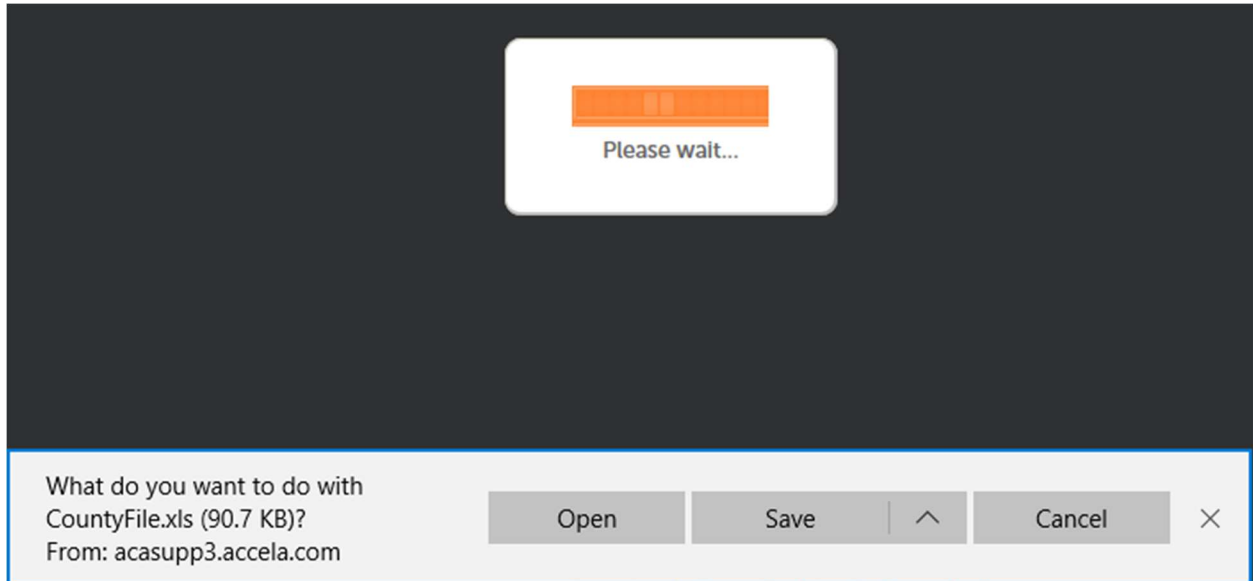 Please wait...
What do you want to do with
CountyFile.xls (90.7 KB)?
From: acasupp3.accela.com
Open
Save
Cancel